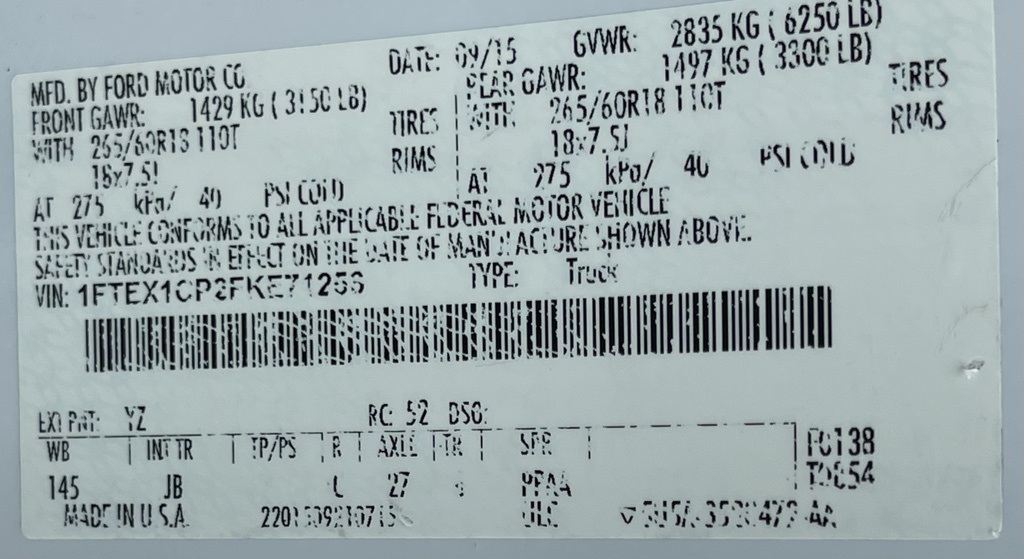 MFD. BY FORD MOTOR CO DATE: 09/15 GVWR: 2835 KG ( 6250 LB)
FRONT GAWR: 1429 KG ( 3150 LB) REAR GAWR: 1497 KG ( 3300 LB)
WITH 265/60R18 110T TIRES WITH 265/60R18 110T TIRES
18x7.5J RIMS 18x7.5J RIMS
AT 275 kPa/ 40 PSI COLD AT 275 kPa/ 40 PSI COLD
THIS VEHICLE CONFORMS TO ALL APPLICABLE FEDERAL MOTOR VEHICLE
SAFETY STANDARDS IN EFFECT ON THE DATE OF MANUFACTURE SHOWN ABOVE.
VIN: TYPE: Truck
EXT PNT: YZ RC: 52 DSO:
WB INT TR TP/PS R AXLE TR SPR
145 JB 27
MADE IN U.S.A. ULC